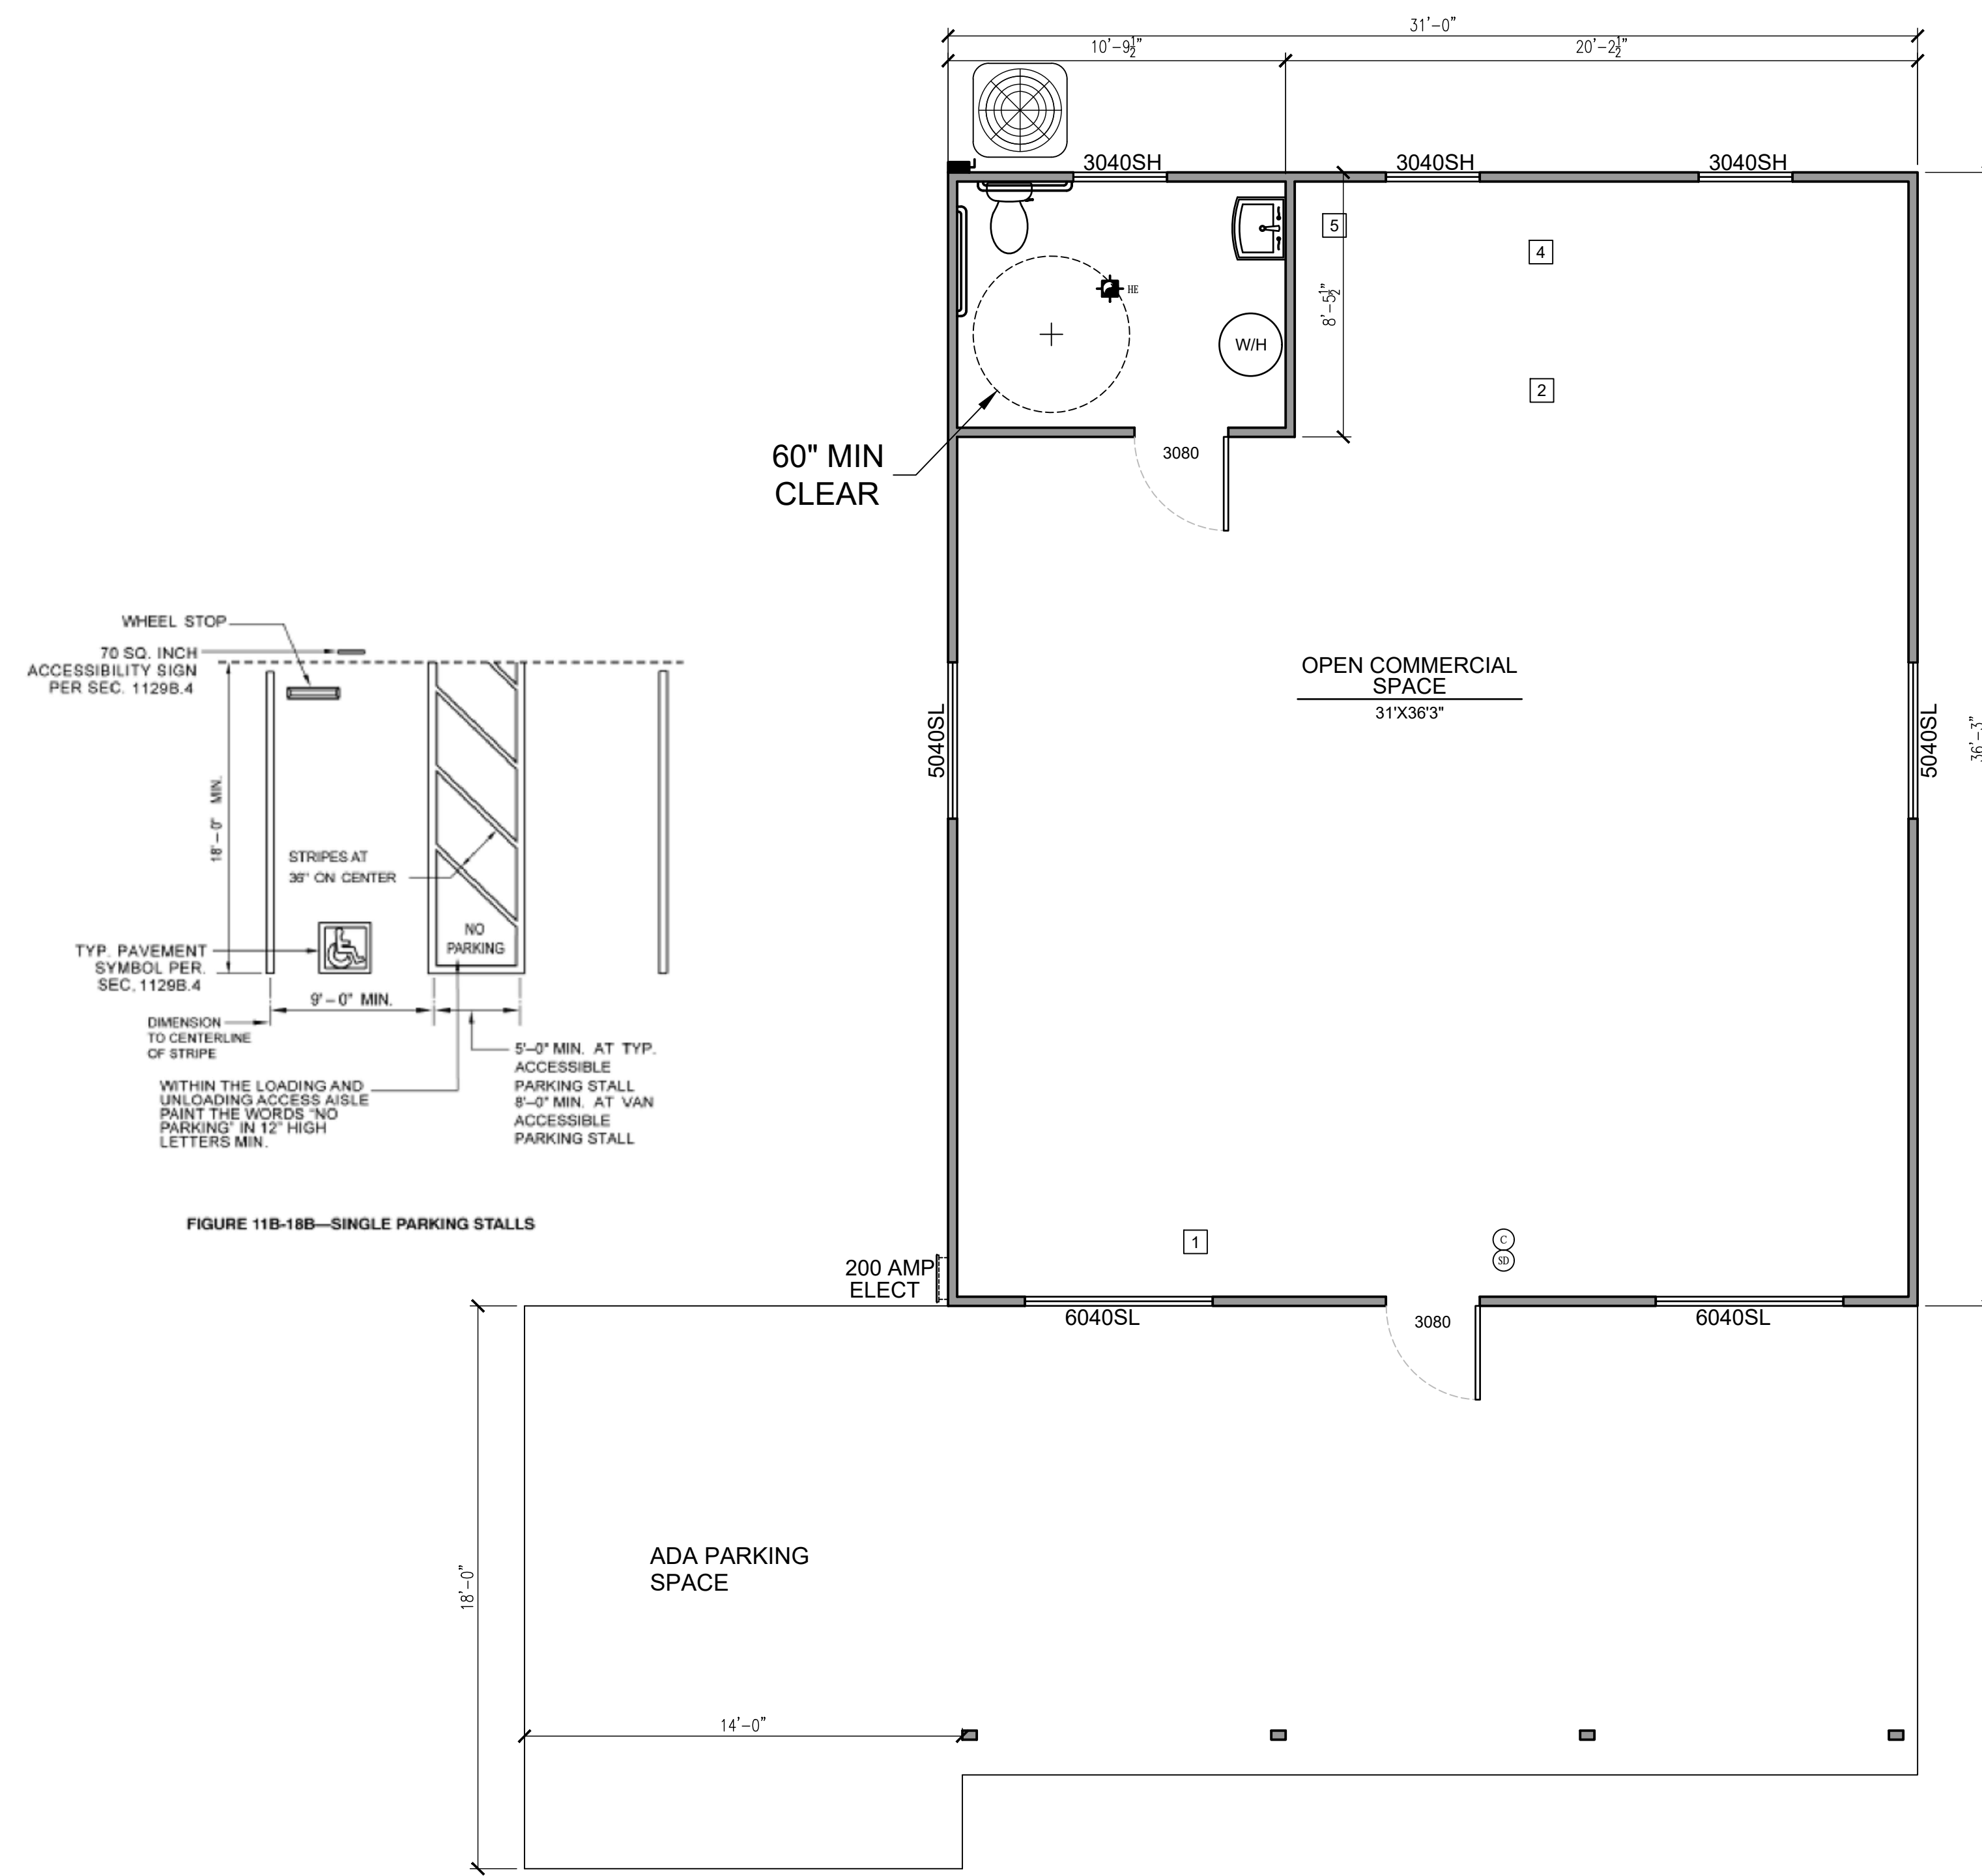 31'-0"
10'-9½"
20'-2½"
3040SH
3040SH
3040SH
5
4
8'-5½"
HE
W/H
2
60" MIN
CLEAR
3080
WHEEL STOP
70 SQ. INCH
ACCESSIBILITY SIGN
PER SEC. 1129B.4
18'-0" MIN.
STRIPES AT
36" ON CENTER
NO
PARKING
TYP. PAVEMENT
SYMBOL PER.
SEC. 1129B.4
9'-0" MIN.
DIMENSION
TO CENTERLINE
OF STRIPE
5'-0" MIN. AT TYP.
ACCESSIBLE
PARKING STALL
8'-0" MIN. AT VAN
ACCESSIBLE
PARKING STALL
WITHIN THE LOADING AND
UNLOADING ACCESS AISLE
PAINT THE WORDS "NO
PARKING" IN 12" HIGH
LETTERS MIN.
FIGURE 11B-18B—SINGLE PARKING STALLS
OPEN COMMERCIAL
SPACE
31'X36'3"
5040SL
5040SL
36'-3"
1
C
SD
200 AMP
ELECT
6040SL
3080
6040SL
ADA PARKING
SPACE
18'-0"
14'-0"